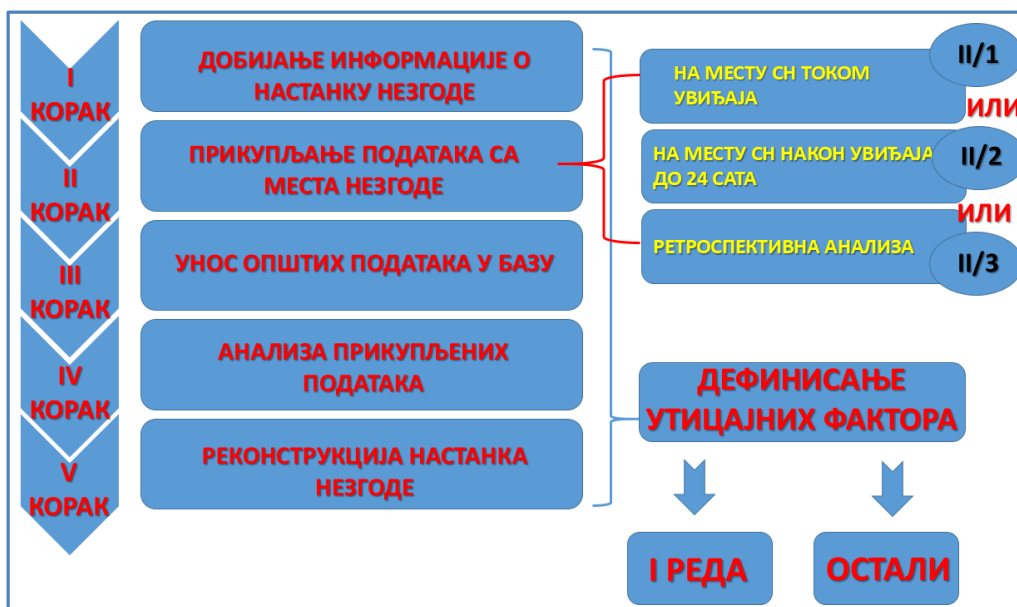 I
КОРАК
ДОБИЈАЊЕ ИНФОРМАЦИЈЕ О
НАСТАНКУ НЕЗГОДЕ
II
КОРАК
ПРИКУПЉАЊЕ ПОДАТАКА СА
МЕСТА НЕЗГОДЕ
III
КОРАК
УНОС ОПШТИХ ПОДАТАКА У БАЗУ
IV
КОРАК
АНАЛИЗА ПРИКУПЉЕНИХ
ПОДАТАКА
V
КОРАК
РЕКОНСТРУКЦИЈА НАСТАНКА
НЕЗГОДЕ
НА МЕСТУ СН ТОКОМ
УВИЂАЈА
II/1
ИЛИ
НА МЕСТУ СН НАКОН УВИЂАЈА
ДО 24 САТА
II/2
ИЛИ
РЕТРОСПЕКТИВНА АНАЛИЗА
II/3
ДЕФИНИСАЊЕ
УТИЦАЈНИХ ФАКТОРА
I РЕДА
ОСТАЛИ